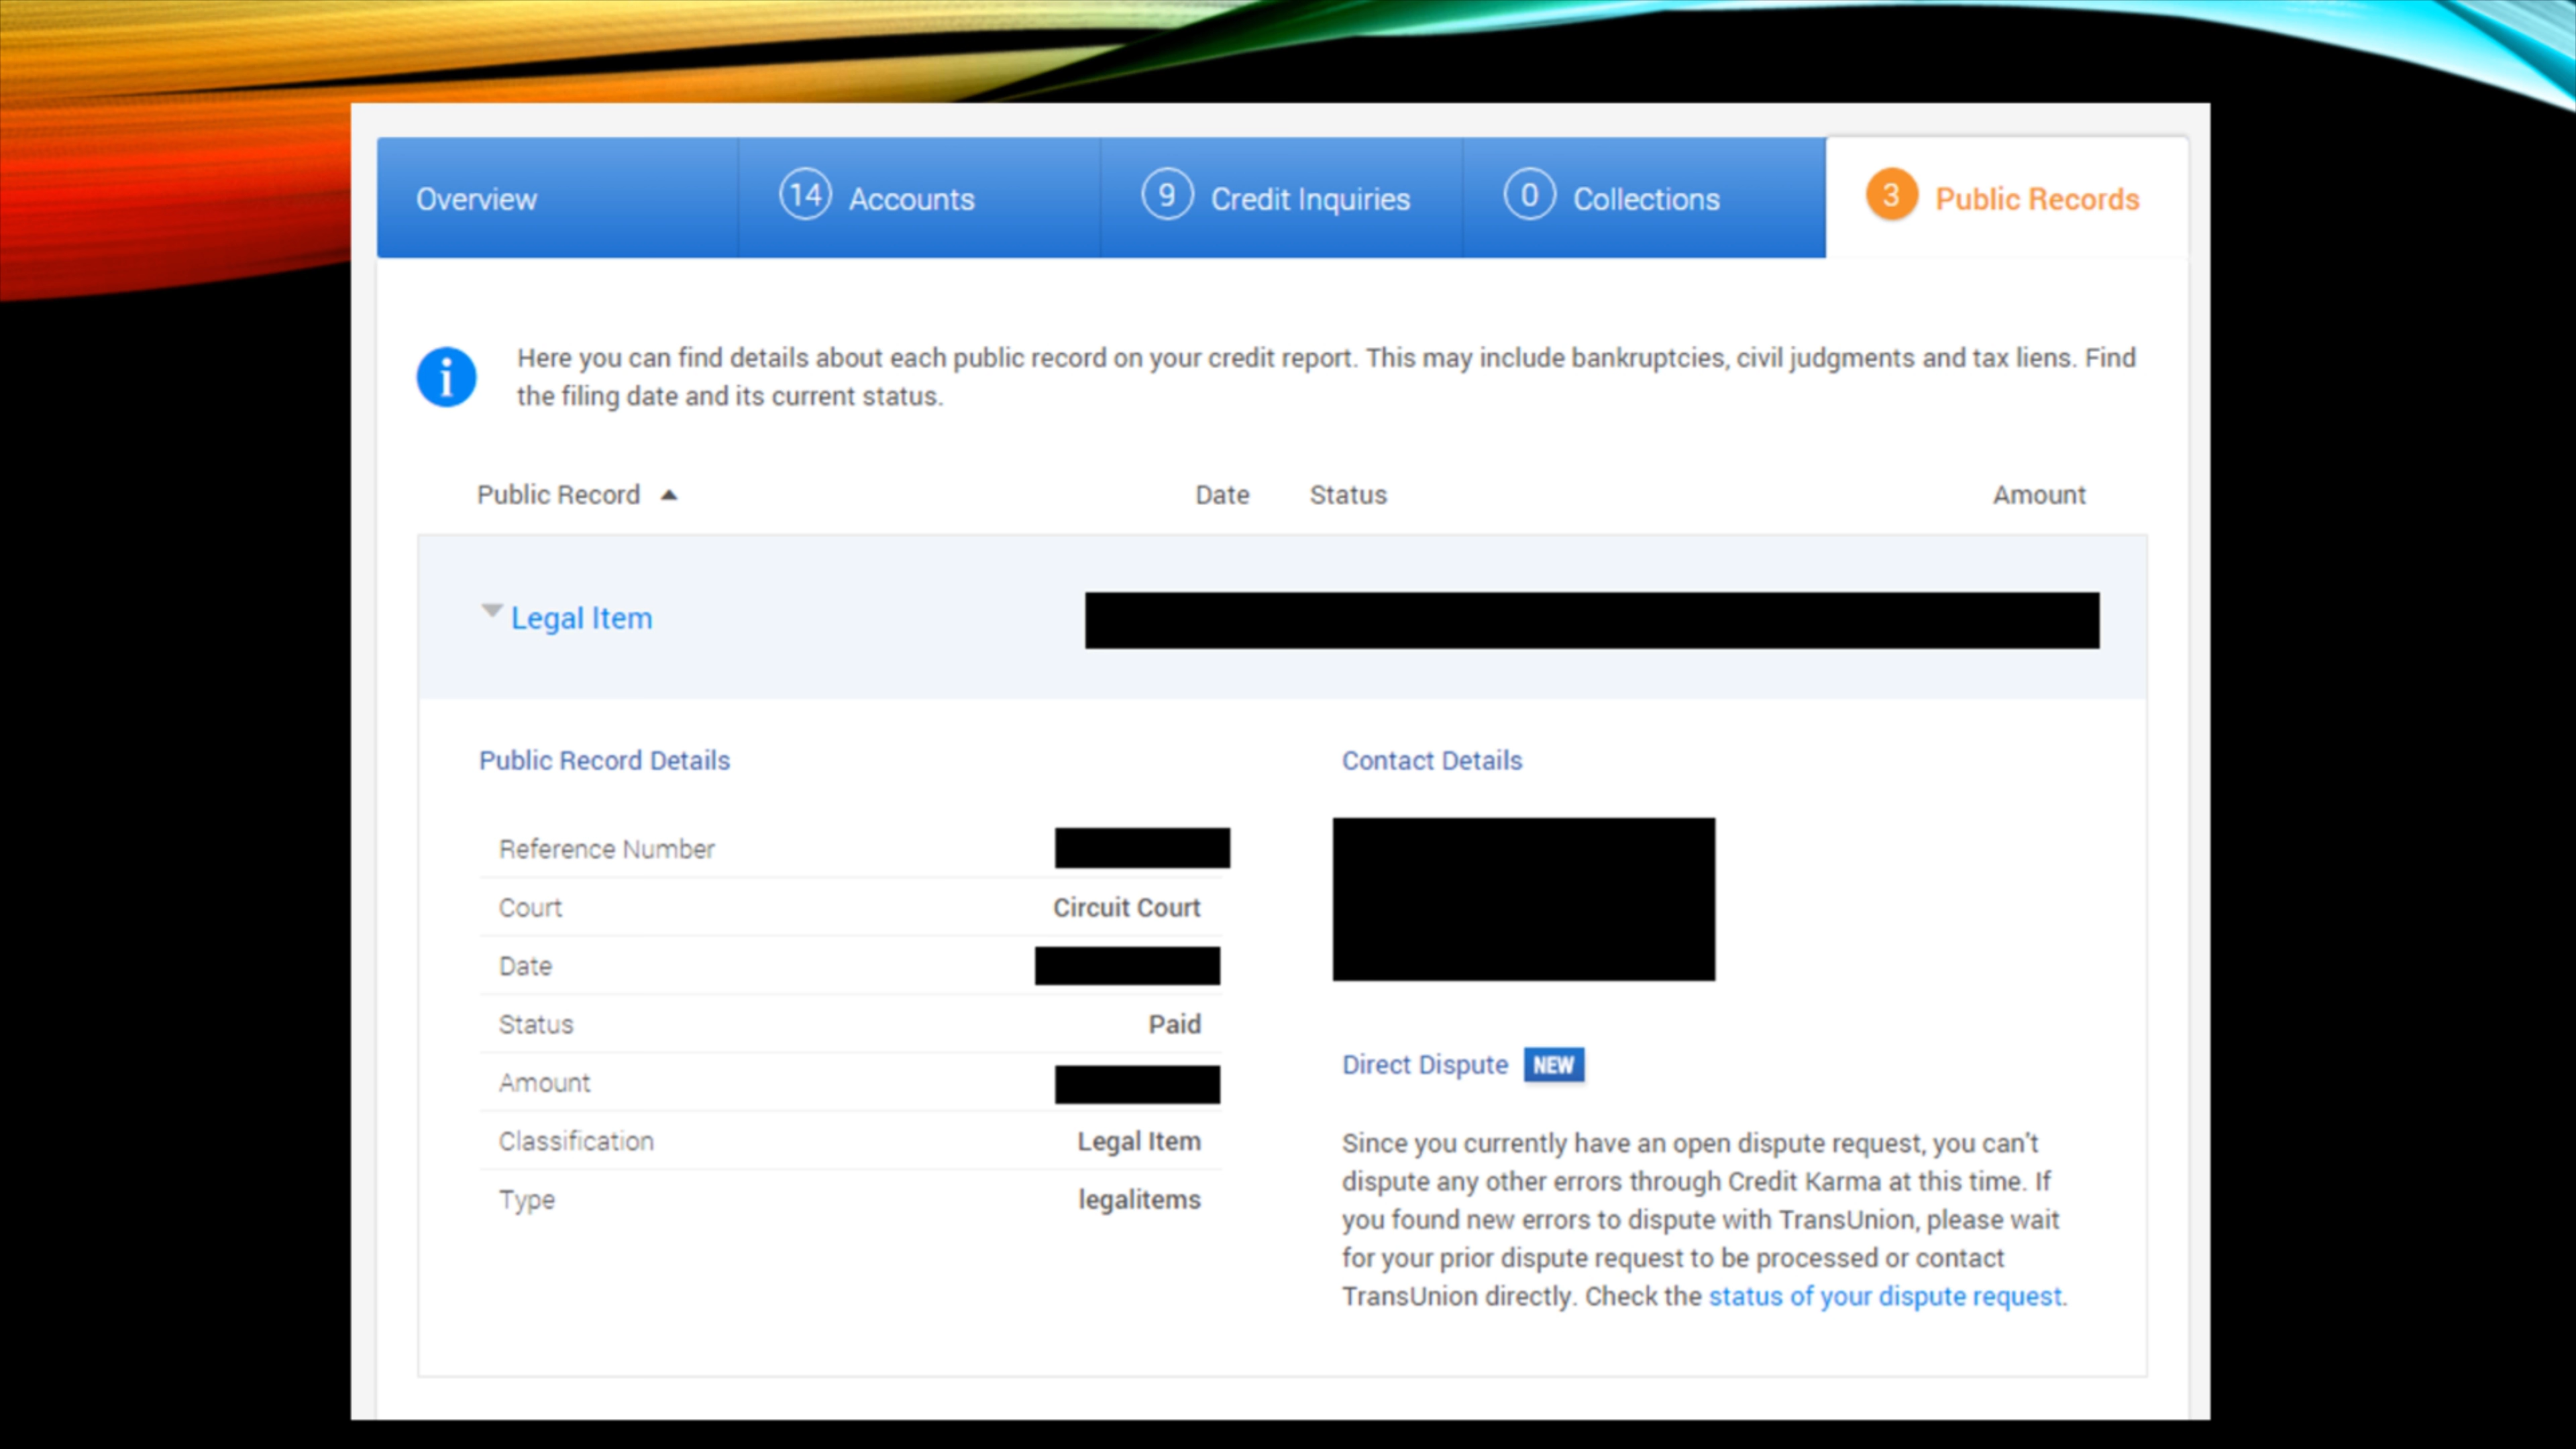 Overview
14 Accounts
9 Credit Inquiries
0 Collections
3 Public Records
Here you can find details about each public record on your credit report. This may include bankruptcies, civil judgments and tax liens. Find
the filing date and its current status.
Public Record Date Status Amount
Legal Item
Public Record Details
Reference Number
Court Circuit Court
Date
Status Paid
Amount
Classification Legal Item
Type legalitems
Contact Details
Direct Dispute NEW
Since you currently have an open dispute request, you can't
dispute any other errors through Credit Karma at this time. If
you found new errors to dispute with TransUnion, please wait
for your prior dispute request to be processed or contact
TransUnion directly. Check the status of your dispute request.